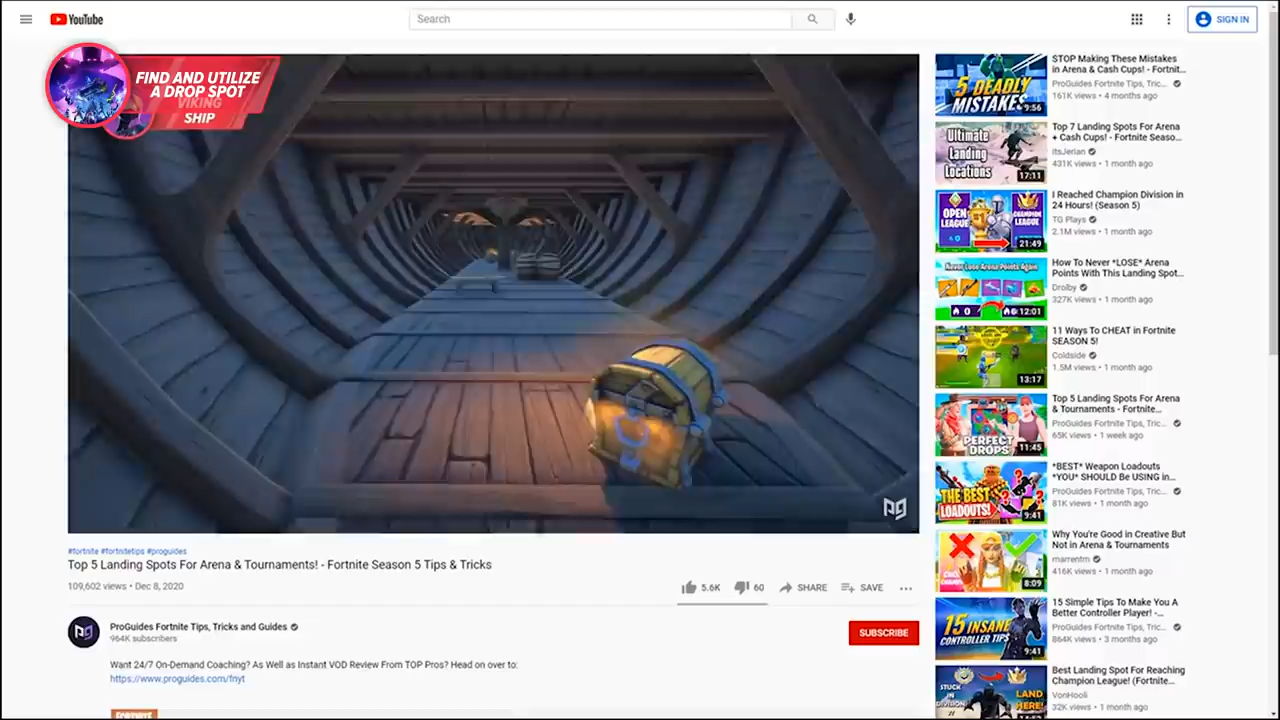 YouTube
Search
SIGN IN
FIND AND UTILIZE
A DROP SPOT
VIKING
SHIP
pg
#fortnite #fortnitetips #proguides
Top 5 Landing Spots For Arena & Tournaments! - Fortnite Season 5 Tips & Tricks
109,602 views • Dec 8, 2020
5.6K
60
SHARE
SAVE
pg
ProGuides Fortnite Tips, Tricks and Guides
964K subscribers
SUBSCRIBE
Want 24/7 On-Demand Coaching? As Well as Instant VOD Review From TOP Pros? Head on over to:
https://www.proguides.com/fnyt
FORTNITE
5 DEADLY
MISTAKES
9:56
STOP Making These Mistakes
in Arena & Cash Cups! - Fortnit...
ProGuides Fortnite Tips, Tric...
161K views • 4 months ago
Ultimate
Landing
Locations
17:11
Top 7 Landing Spots For Arena
+ Cash Cups! - Fortnite Seaso...
ItsJerian
431K views • 1 month ago
OPEN
LEAGUE
CHAMPION
LEAGUE
21:49
I Reached Champion Division in
24 Hours! (Season 5)
TG Plays
2.1M views • 1 month ago
Never Lose Arena Points Again
0
12:01
How To Never *LOSE* Arena
Points With This Landing Spot...
Drolby
327K views • 1 month ago
13:17
11 Ways To CHEAT in Fortnite
SEASON 5!
Coldside
1.5M views • 1 month ago
PERFECT
DROPS
11:45
Top 5 Landing Spots For Arena
& Tournaments - Fortnite...
ProGuides Fortnite Tips, Tric...
65K views • 1 week ago
THE BEST
LOADOUTS!
9:41
*BEST* Weapon Loadouts
*YOU* SHOULD Be USING in...
ProGuides Fortnite Tips, Tric...
81K views • 1 month ago
8:09
Why You're Good in Creative But
Not in Arena & Tournaments
marrentm
416K views • 1 month ago
15 INSANE
CONTROLLER TIPS
9:41
15 Simple Tips To Make You A
Better Controller Player! -...
ProGuides Fortnite Tips, Tric...
864K views • 3 months ago
STUCK
IN
DIVISION
LAND
HERE!
Best Landing Spot For Reaching
Champion League! (Fortnite...
VonHooli
32K views • 1 month ago